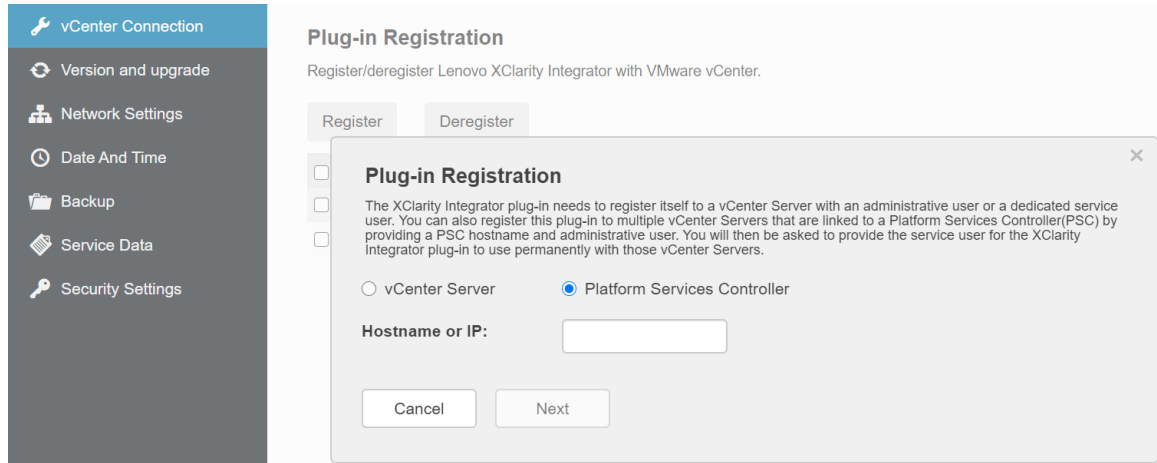 vCenter Connection
Version and upgrade
Network Settings
Date And Time
Backup
Service Data
Security Settings
Plug-in Registration
Register/deregister Lenovo XClarity Integrator with VMware vCenter.
Register Deregister
×
Plug-in Registration
The XClarity Integrator plug-in needs to register itself to a vCenter Server with an administrative user or a dedicated service
user. You can also register this plug-in to multiple vCenter Servers that are linked to a Platform Services Controller(PSC) by
providing a PSC hostname and administrative user. You will then be asked to provide the service user for the XClarity
Integrator plug-in to use permanently with those vCenter Servers.
vCenter Server Platform Services Controller
Hostname or IP:
Cancel Next